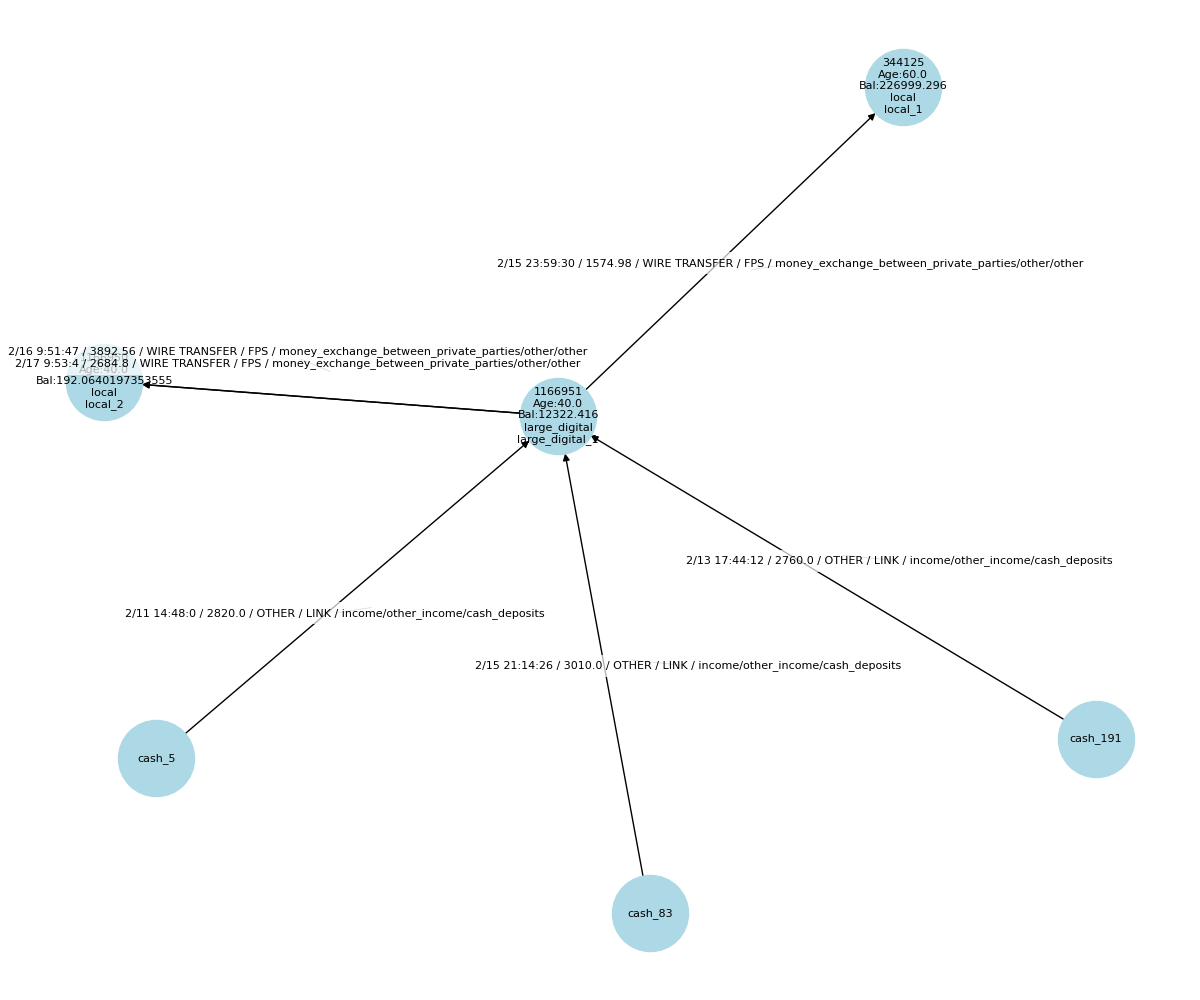 344125
Age:60.0
Bal:226999.296
local
local_1
2/15 23:59:30 / 1574.98 / WIRE TRANSFER / FPS / money_exchange_between_private_parties/other/other
2/16 9:51:47 / 3892.56 / WIRE TRANSFER / FPS / money_exchange_between_private_parties/other/other
2/17 9:53:4 / 2684.8 / WIRE TRANSFER / FPS / money_exchange_between_private_parties/other/other
Age:40.0
Bal:192.0640197353555
local
local_2
1166951
Age:40.0
Bal:12322.416
large_digital
large_digital_1
2/13 17:44:12 / 2760.0 / OTHER / LINK / income/other_income/cash_deposits
2/11 14:48:0 / 2820.0 / OTHER / LINK / income/other_income/cash_deposits
2/15 21:14:26 / 3010.0 / OTHER / LINK / income/other_income/cash_deposits
cash_191
cash_5
cash_83